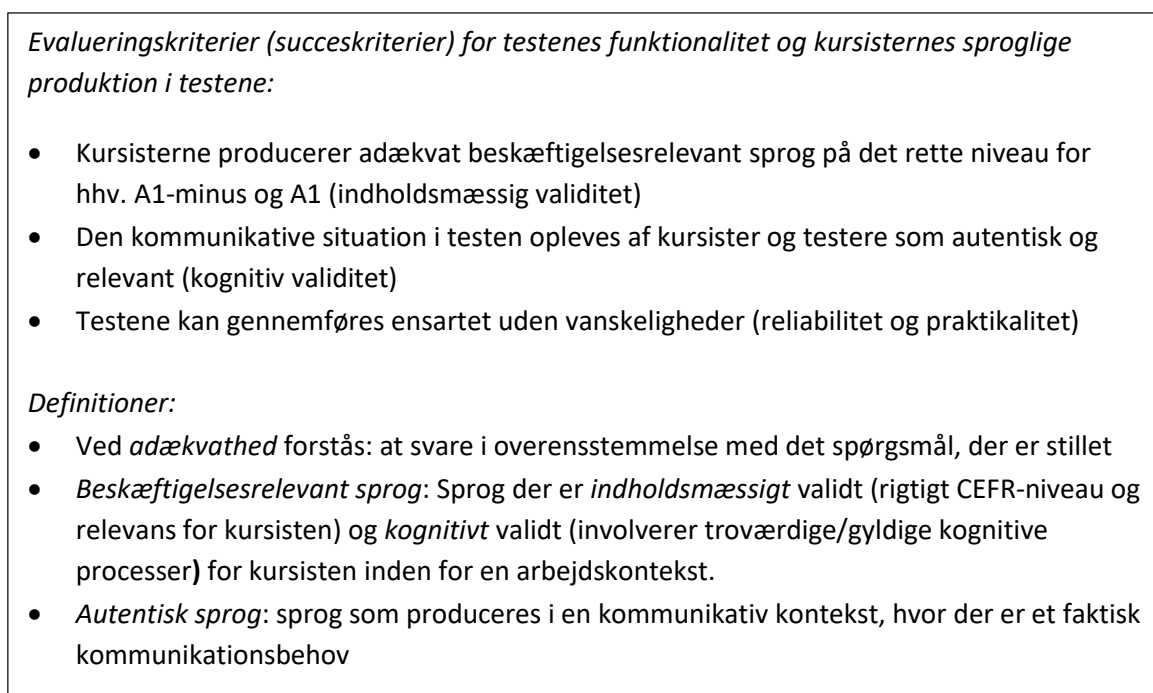 Evalueringskriterier (succeskriterier) for testenes funktionalitet og kursisternes sproglige
produktion i testene:
• Kursisterne producerer adækvat beskæftigelsesrelevant sprog på det rette niveau for
hhv. A1-minus og A1 (indholdsmæssig validitet)
• Den kommunikative situation i testen opleves af kursister og testere som autentisk og
relevant (kognitiv validitet)
• Testene kan gennemføres ensartet uden vanskeligheder (reliabilitet og praktikalitet)
Definitioner:
• Ved adækvathed forstås: at svare i overensstemmelse med det spørgsmål, der er stillet
• Beskæftigelsesrelevant sprog: Sprog der er indholdsmæssigt validt (rigtigt CEFR-niveau og
relevans for kursisten) og kognitivt validt (involverer troværdige/gyldige kognitive
processer) for kursisten inden for en arbejdskontekst.
• Autentisk sprog: sprog som produceres i en kommunikativ kontekst, hvor der er et faktisk
kommunikationsbehov